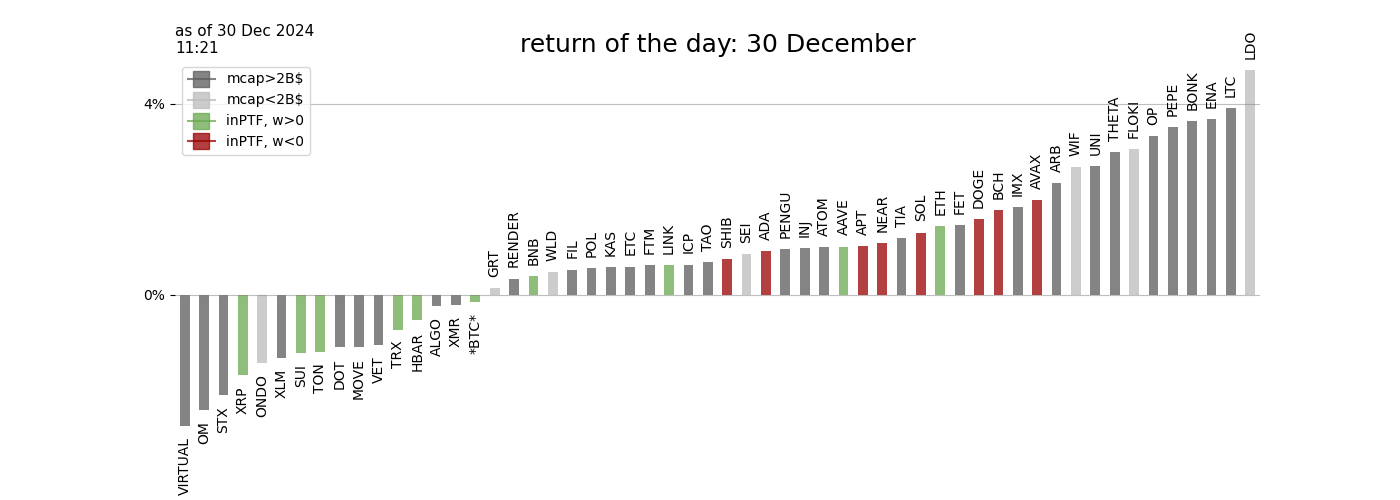 as of 30 Dec 2024
11:21
return of the day: 30 December
mcap>2B$
mcap<2B$
inPTF, w>0
inPTF, w<0
4%
0%
VIRTUAL
OM
STX
XRP
ONDO
XLM
SUI
TON
DOT
MOVE
VET
TRX
HBAR
ALGO
XMR
*BTC*
GRT
RENDER
BNB
WLD
FIL
POL
KAS
ETC
FTM
LINK
ICP
TAO
SHIB
SEI
ADA
PENGU
INJ
ATOM
AAVE
APT
NEAR
TIA
SOL
ETH
FET
DOGE
BCH
IMX
AVAX
ARB
WIF
UNI
THETA
FLOKI
OP
PEPE
BONK
ENA
LTC
LDO